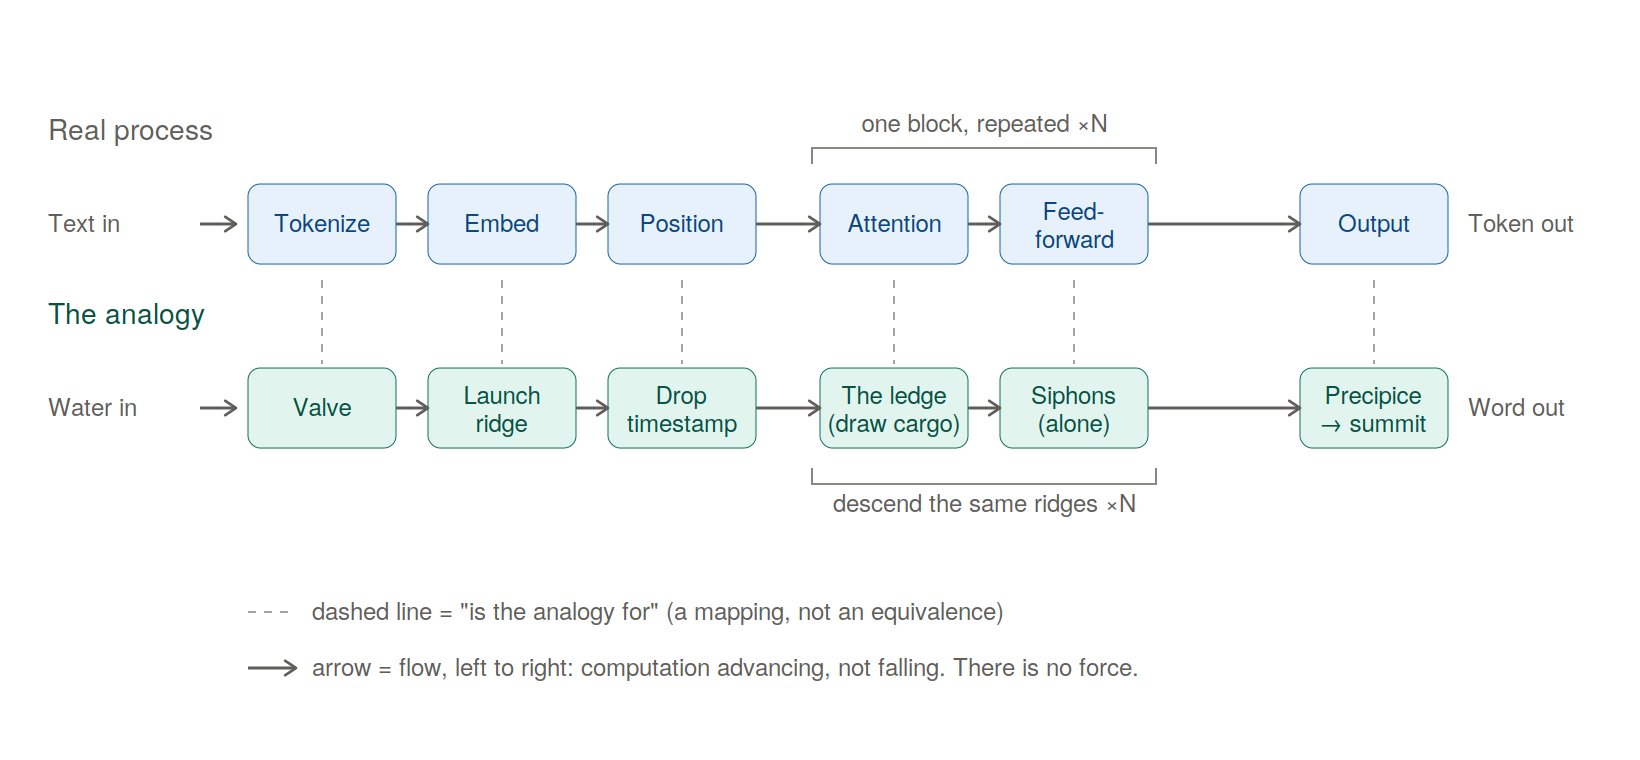 Real process
one block, repeated ×N
Text in
Tokenize
Embed
Position
Attention
Feed-
forward
Output
Token out
The analogy
Water in
Valve
Launch
ridge
Drop
timestamp
The ledge
(draw cargo)
Siphons
(alone)
Precipice
→ summit
Word out
descend the same ridges ×N
dashed line = "is the analogy for" (a mapping, not an equivalence)
arrow = flow, left to right: computation advancing, not falling. There is no force.